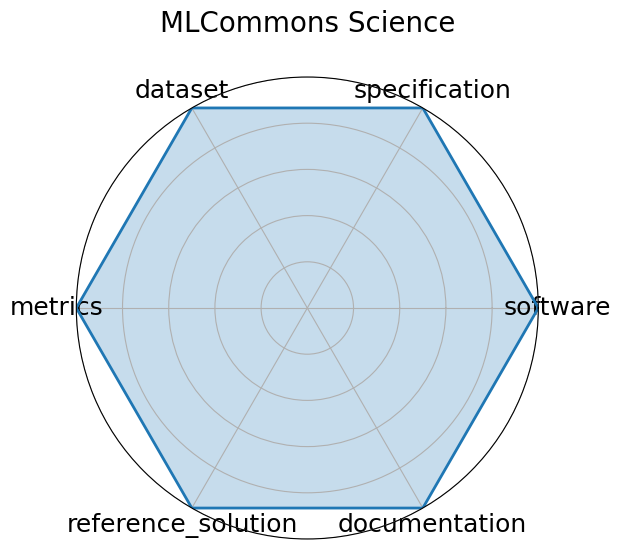 MLCommons Science
dataset
specification
metrics
software
reference_solution
documentation